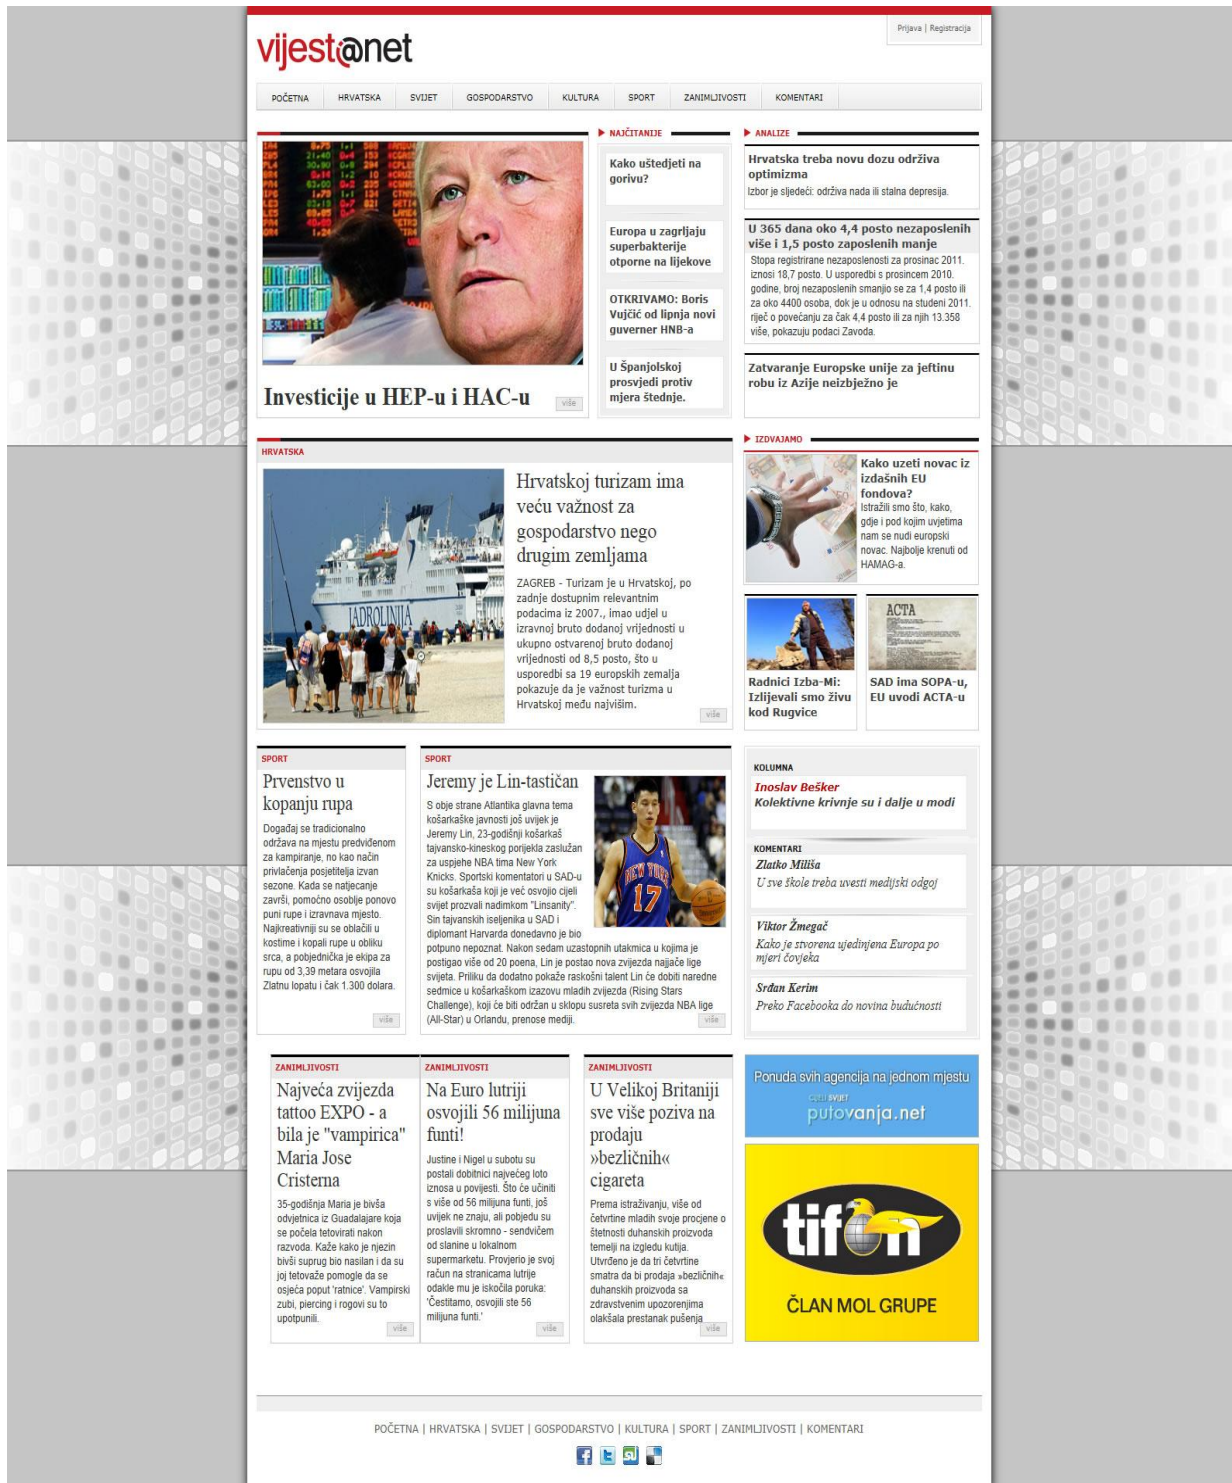 Prijava | Registracija
vijesti@net
POČETNA HRVATSKA SVIJET GOSPODARSTVO KULTURA SPORT ZANIMLJIVOSTI KOMENTARI
Investicije u HEP-u i HAC-u
više
NAJČITANIJE
Kako uštedjeti na
gorivu?
Europa u zagrljaju
superbakterije
otporne na lijekove
OTKRIVAMO: Boris
Vujčić od lipnja novi
guverner HNB-a
U Španjolskoj
prosvjedi protiv
mjera štednje.
ANALIZE
Hrvatska treba novu dozu održiva
optimizma
Izbor je sljedeći: održiva nada ili stalna depresija.
U 365 dana oko 4,4 posto nezaposlenih
više i 1,5 posto zaposlenih manje
Stopa registrirane nezaposlenosti za prosinac 2011.
iznosi 18,7 posto. U usporedbi s prosincem 2010.
godine, broj nezaposlenih smanjio se za 1,4 posto ili
za oko 4400 osoba, dok je u odnosu na studeni 2011.
riječ o povećanju za čak 4,4 posto ili za njih 13.358
više, pokazuju podaci Zavoda.
Zatvaranje Europske unije za jeftinu
robu iz Azije neizbježno je
HRVATSKA
JADROLINIJA
Hrvatskoj turizam ima
veću važnost za
gospodarstvo nego
drugim zemljama
ZAGREB - Turizam je u Hrvatskoj, po
zadnje dostupnim relevantnim
podacima iz 2007., imao udjel u
izravnoj bruto dodanoj vrijednosti u
ukupno ostvarenoj bruto dodanoj
vrijednosti od 8,5 posto, što u
usporedbi sa 19 europskih zemalja
pokazuje da je važnost turizma u
Hrvatskoj među najvišim.
više
IZDVAJAMO
Kako uzeti novac iz
izdašnih EU
fondova?
Istražili smo što, kako,
gdje i pod kojim uvjetima
nam se nudi europski
novac. Najbolje krenuti od
HAMAG-a.
Radnici Izba-Mi:
Izlijevali smo živu
kod Rugvice
ACTA
SAD ima SOPA-u,
EU uvodi ACTA-u
SPORT
Prvenstvo u
kopanju rupa
Događaj se tradicionalno
održava na mjestu predviđenom
za kampiranje, no kao način
privlačenja posjetitelja izvan
sezone. Kada se natjecanje
završi, pomoćno osoblje ponovo
puni rupe i izravnava mjesto.
Najkreativniji su se oblačili u
kostime i kopali rupe u obliku
srca, a pobjednička je ekipa za
rupu od 3,39 metara osvojila
Zlatnu lopatu i čak 1.300 dolara.
više
SPORT
Jeremy je Lin-tastičan
S obje strane Atlantika glavna tema
košarkaške javnosti još uvijek je
Jeremy Lin, 23-godišnji košarkaš
tajvansko-kineskog porijekla zaslužan
za uspjehe NBA tima New York
Knicks. Sportski komentatori u SAD-u
su košarkaša koji je već osvojio cijeli
svijet prozvali nadimkom "Linsanity".
Sin tajvanskih iseljenika u SAD i
diplomant Harvarda donedavno je bio
potpuno nepoznat. Nakon sedam uzastopnih utakmica u kojima je
postigao više od 20 poena, Lin je postao nova zvijezda najjače lige
svijeta. Priliku da dodatno pokaže raskošni talent Lin će dobiti naredne
sedmice u košarkaškom izazovu mladih zvijezda (Rising Stars
Challenge), koji će biti održan u sklopu susreta svih zvijezda NBA lige
(All-Star) u Orlandu, prenose mediji.
više
NEW YORK
17
KOLUMNA
Inoslav Bešker
Kolektivne krivnje su i dalje u modi
KOMENTARI
Zlatko Miliša
U sve škole treba uvesti medijski odgoj
Viktor Žmegač
Kako je stvorena ujedinjena Europa po
mjeri čovjeka
Srđan Kerim
Preko Facebooka do novina budućnosti
ZANIMLJIVOSTI
Najveća zvijezda
tattoo EXPO - a
bila je "vampirica"
Maria Jose
Cristerna
35-godišnja Maria je bivša
odvjetnica iz Guadalajare koja
se počela tetovirati nakon
razvoda. Kaže kako je njezin
bivši suprug bio nasilan i da su
joj tetovaže pomogle da se
osjeća poput 'ratnice'. Vampirski
zubi, piercing i rogovi su to
upotpunili.
više
ZANIMLJIVOSTI
Na Euro lutriji
osvojili 56 milijuna
funti!
Justine i Nigel u subotu su
postali dobitnici najvećeg loto
iznosa u povijesti. Što će učiniti
s više od 56 milijuna funti, još
uvijek ne znaju, ali pobjedu su
proslavili skromno - sendvičem
od slanine u lokalnom
supermarketu. Provjerio je svoj
račun na stranicama lutrije
odakle mu je iskočila poruka:
'Čestitamo, osvojili ste 56
milijuna funti.'
više
ZANIMLJIVOSTI
U Velikoj Britaniji
sve više poziva na
prodaju
»bezličnih«
cigareta
Prema istraživanju, više od
četvrtine mladih svoje procjene o
štetnosti duhanskih proizvoda
temelji na izgledu kutija.
Utvrđeno je da tri četvrtine
smatra da bi prodaja »bezličnih«
duhanskih proizvoda sa
zdravstvenim upozorenjima
olakšala prestanak pušenja
više
Ponuda svih agencija na jednom mjestu
CIJELI SVIJET
putovanja.net
tifon
ČLAN MOL GRUPE
POČETNA | HRVATSKA | SVIJET | GOSPODARSTVO | KULTURA | SPORT | ZANIMLJIVOSTI | KOMENTARI